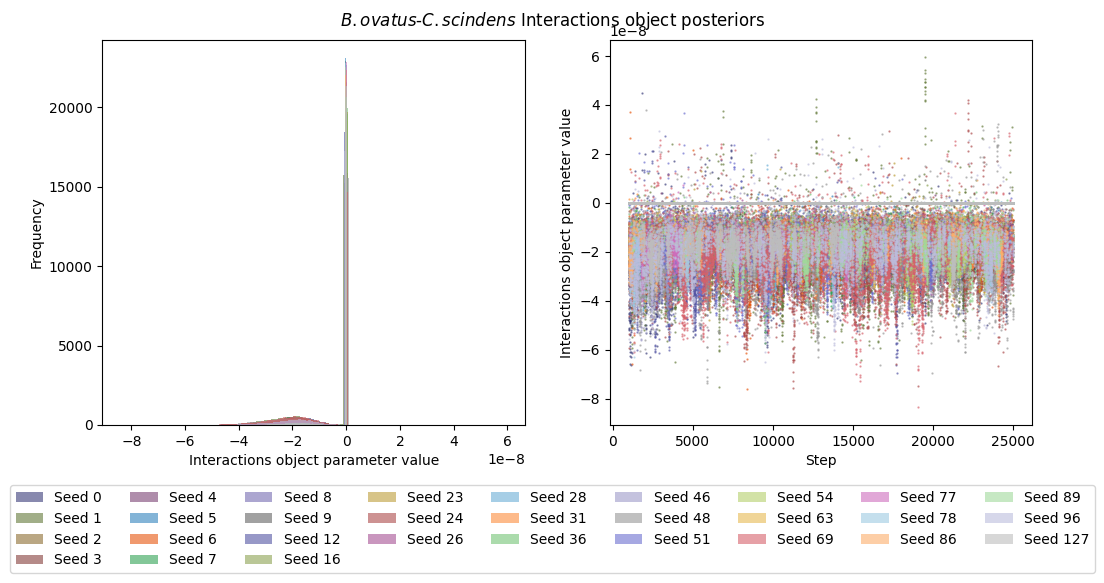 B.ovatus-C.scindens Interactions object posteriors
Frequency
20000
15000
10000
5000
0
−8 −6 −4 −2 0 2 4 6
1e−8
Interactions object parameter value
1e−8
Interactions object parameter value
6
4
2
0
−2
−4
−6
−8
0 5000 10000 15000 20000 25000
Step
Seed 0 Seed 4 Seed 8 Seed 23 Seed 28 Seed 46 Seed 54 Seed 77 Seed 89
Seed 1 Seed 5 Seed 9 Seed 24 Seed 31 Seed 48 Seed 63 Seed 78 Seed 96
Seed 2 Seed 6 Seed 12 Seed 26 Seed 36 Seed 51 Seed 69 Seed 86 Seed 127
Seed 3 Seed 7 Seed 16